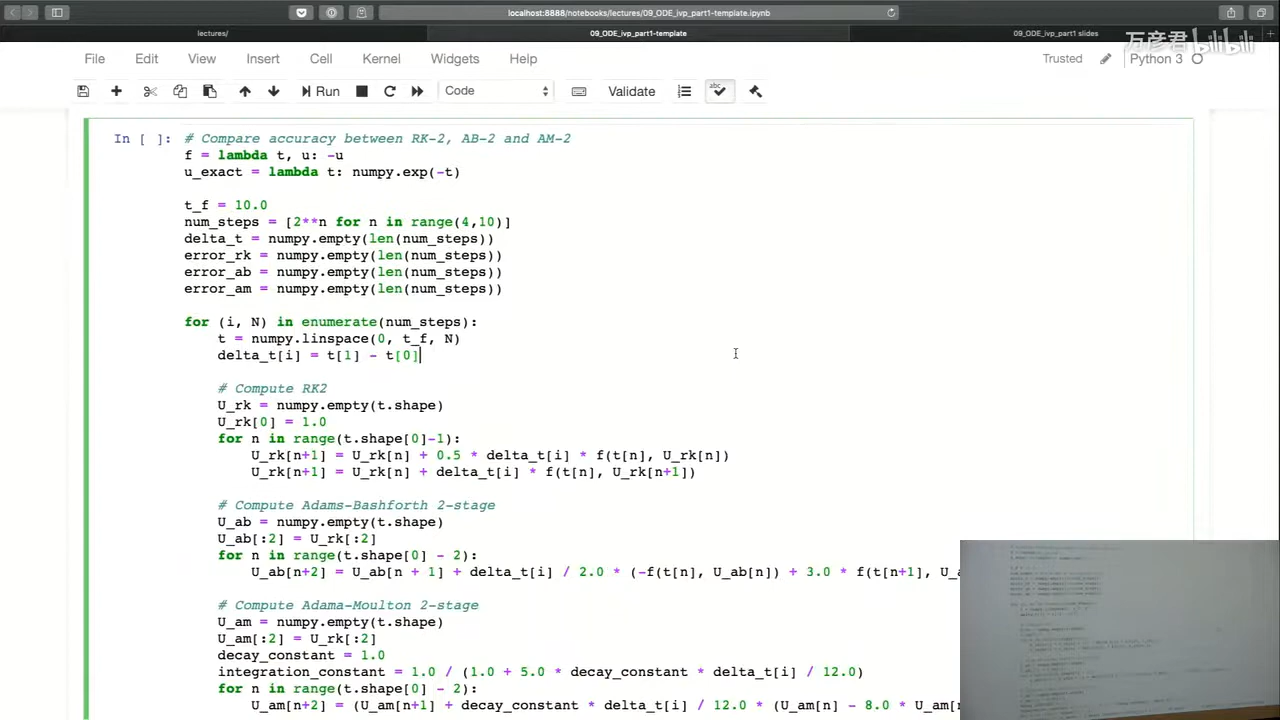 localhost:8888/notebooks/lectures/09_ODE_ivp_part1-template.ipynb
lectures/ 09_ODE_ivp_part1-template 09_ODE_ivp_part1 slides
万彦君 bilibili
File Edit View Insert Cell Kernel Widgets Help Trusted Python 3
Run Code Validate
In [ ]: # Compare accuracy between RK-2, AB-2 and AM-2
f = lambda t, u: -u
u_exact = lambda t: numpy.exp(-t)
t_f = 10.0
num_steps = [2**n for n in range(4,10)]
delta_t = numpy.empty(len(num_steps))
error_rk = numpy.empty(len(num_steps))
error_ab = numpy.empty(len(num_steps))
error_am = numpy.empty(len(num_steps))
for (i, N) in enumerate(num_steps):
t = numpy.linspace(0, t_f, N)
delta_t[i] = t[1] - t[0]
# Compute RK2
U_rk = numpy.empty(t.shape)
U_rk[0] = 1.0
for n in range(t.shape[0]-1):
U_rk[n+1] = U_rk[n] + 0.5 * delta_t[i] * f(t[n], U_rk[n])
U_rk[n+1] = U_rk[n] + delta_t[i] * f(t[n], U_rk[n+1])
# Compute Adams-Bashforth 2-stage
U_ab = numpy.empty(t.shape)
U_ab[:2] = U_rk[:2]
for n in range(t.shape[0] - 2):
U_ab[n+2] = U_ab[n + 1] + delta_t[i] / 2.0 * (-f(t[n], U_ab[n]) + 3.0 * f(t[n+1], U_a
# Compute Adama-Moulton 2-stage
U_am = numpy.empty(t.shape)
U_am[:2] = U_rk[:2]
decay_constant = 1.0
integration_constant = 1.0 / (1.0 + 5.0 * decay_constant * delta_t[i] / 12.0)
for n in range(t.shape[0] - 2):
U_am[n+2] = (U_am[n+1] + decay_constant * delta_t[i] / 12.0 * (U_am[n] - 8.0 * U_am[n